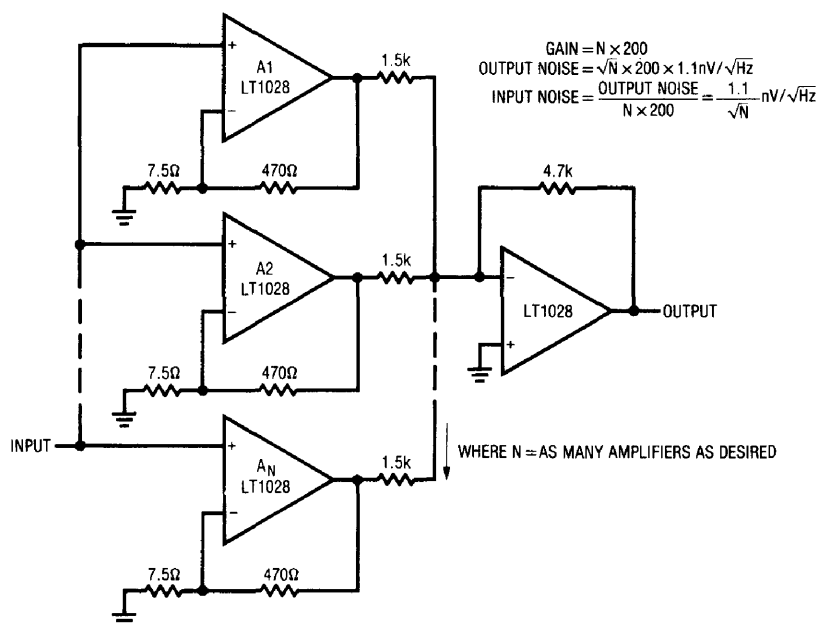 GAIN = N × 200
OUTPUT NOISE = √N × 200 × 1.1nV/√Hz
INPUT NOISE = OUTPUT NOISE / N × 200 = 1.1 / √N nV/√Hz
+
A1
LT1028
−
1.5k
7.5Ω
470Ω
+
A2
LT1028
−
1.5k
7.5Ω
470Ω
4.7k
−
LT1028
+
OUTPUT
INPUT
+
AN
LT1028
−
1.5k
7.5Ω
470Ω
WHERE N = AS MANY AMPLIFIERS AS DESIRED